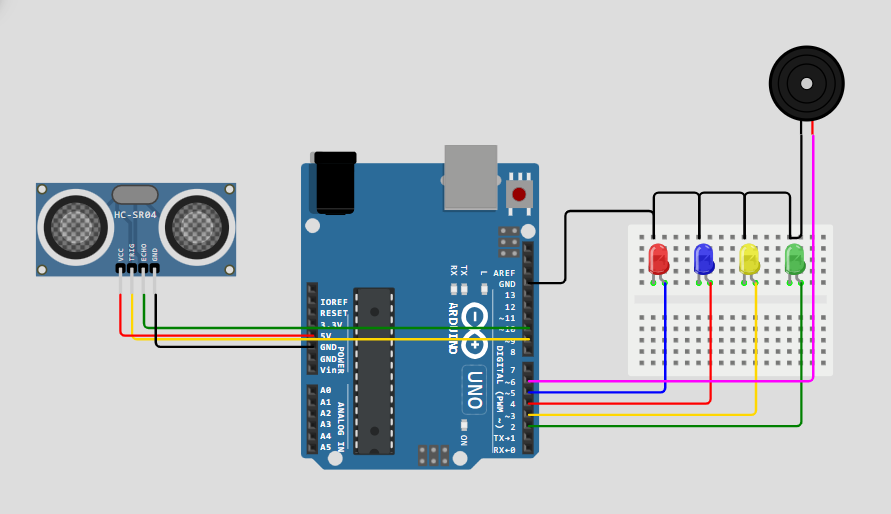 HC-SR04
VCC
TRIG
ECHO
GND
IOREF
RESET
3.3V
5V
GND
GND
Vin
POWER
A0
A1
A2
A3
A4
A5
ANALOG IN
RX
TX
L
ARDUINO
UNO
ON
AREF
GND
13
12
~11
~10
~9
8
7
~6
~5
4
~3
2
TX→1
RX←0
DIGITAL (PWM ~)